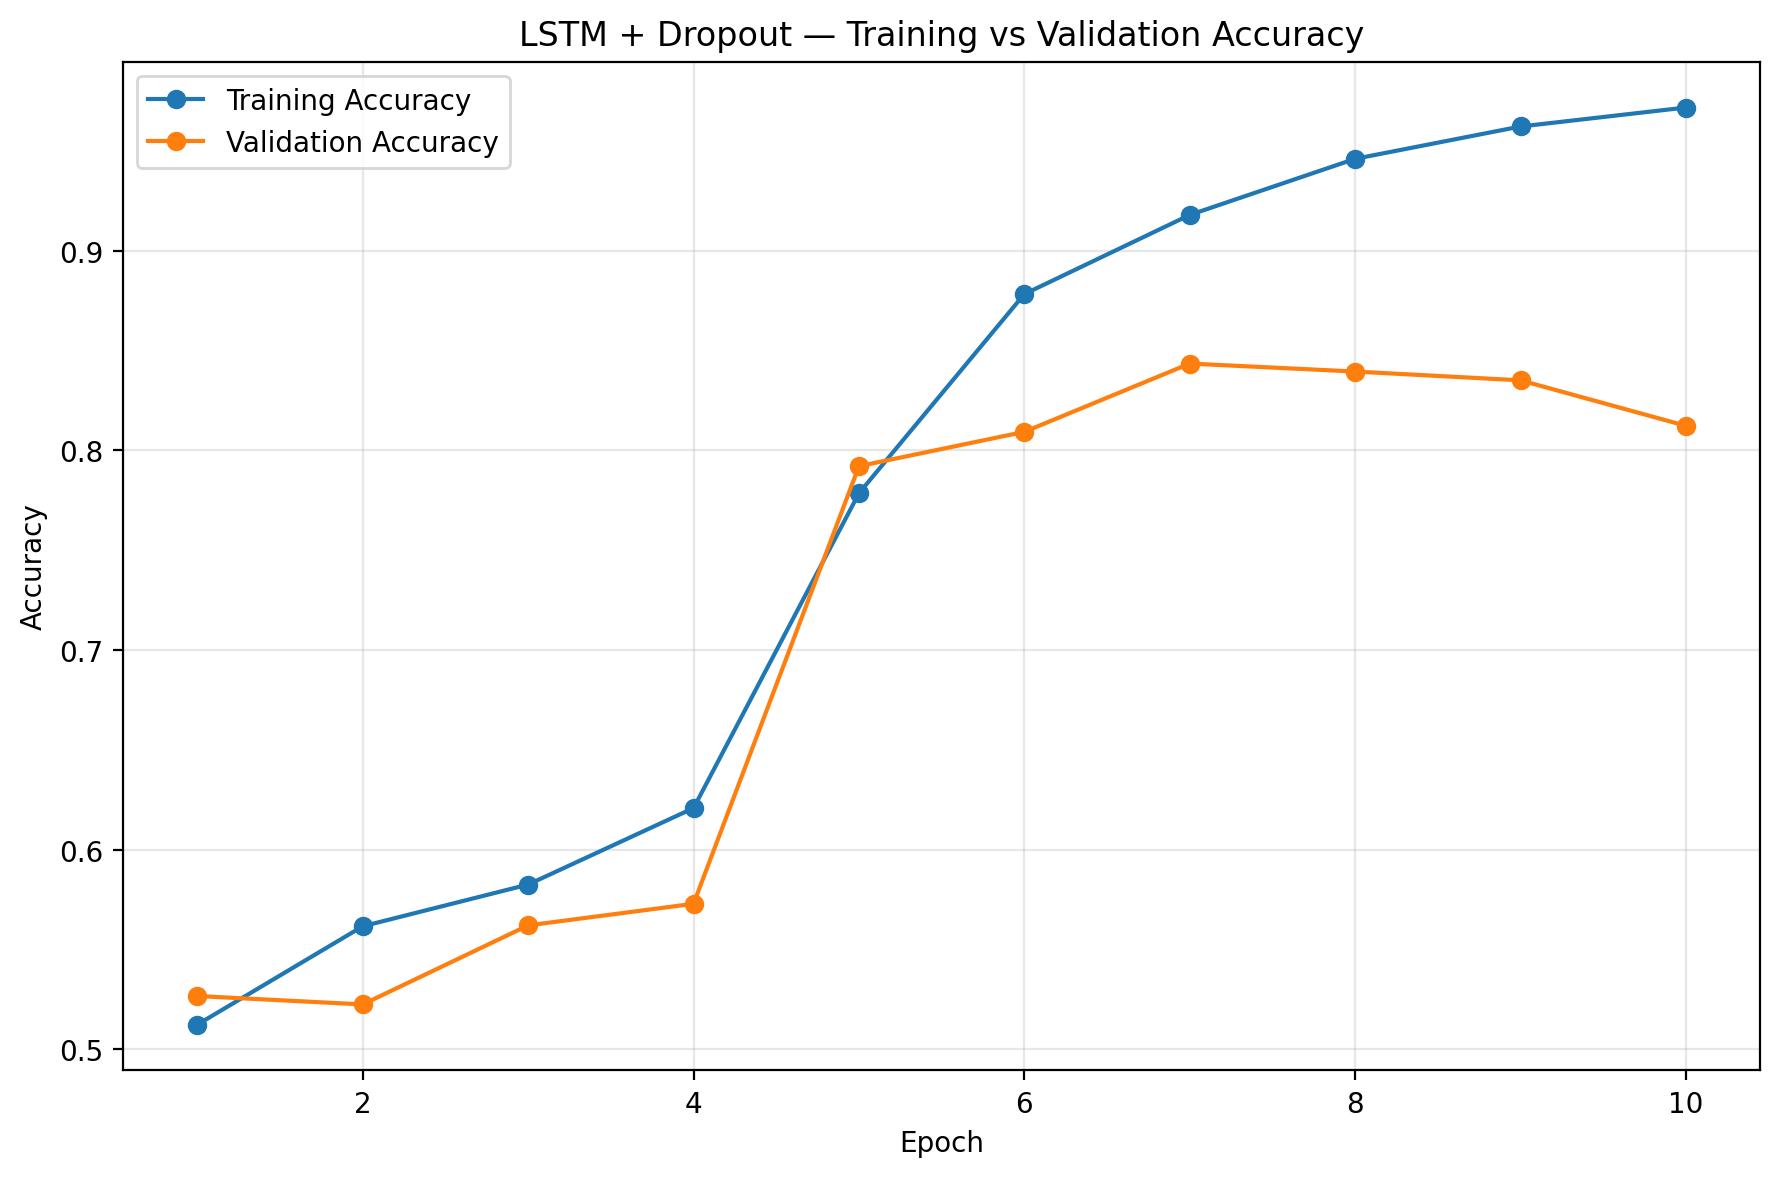 LSTM + Dropout — Training vs Validation Accuracy
Training Accuracy
Validation Accuracy
Accuracy
0.9
0.8
0.7
0.6
0.5
2 4 6 8 10
Epoch